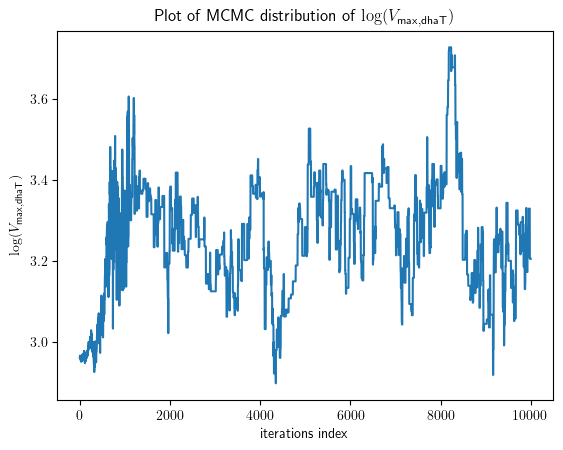 Plot of MCMC distribution of log(V_max,dhaT)
log(V_max,dhaT)
3.6
3.4
3.2
3.0
0 2000 4000 6000 8000 10000
iterations index